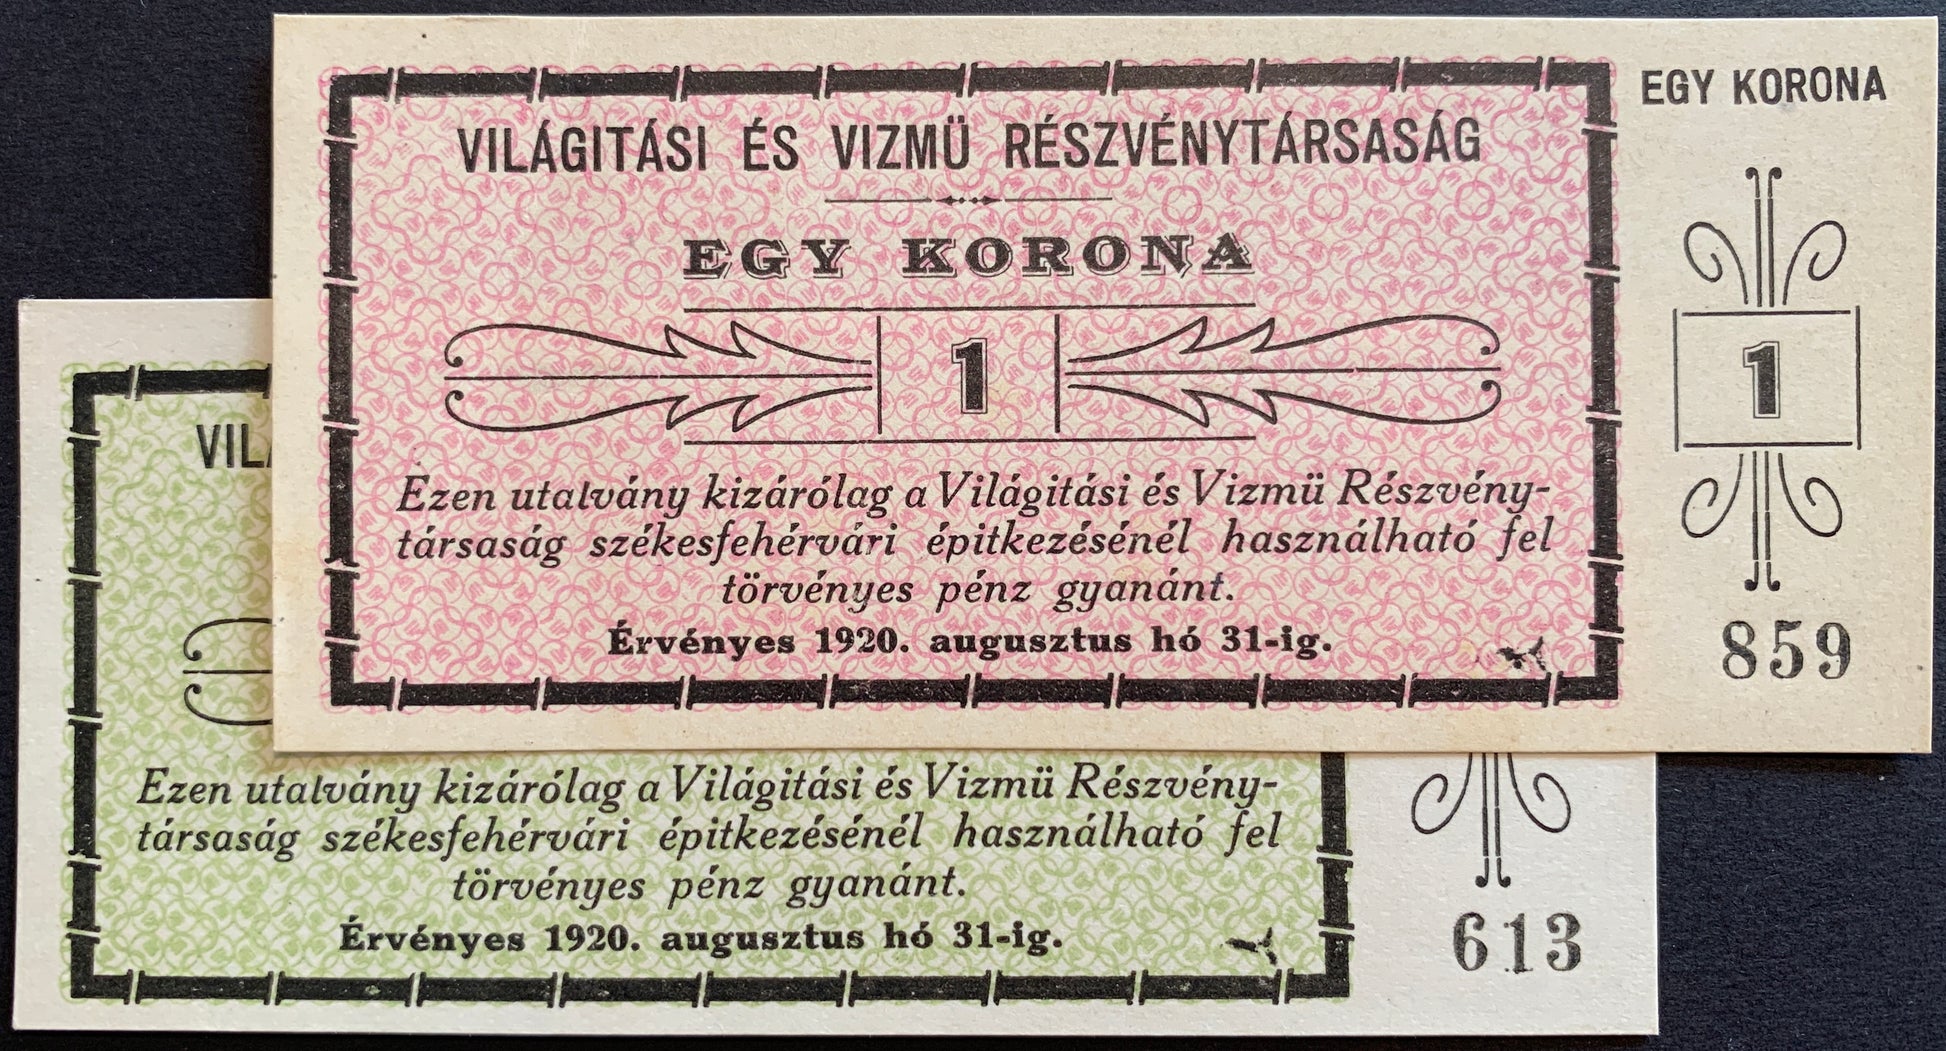 VILÁGITÁSI ÉS VIZMÜ RÉSZVÉNYTÁRSASÁG
EGY KORONA
1
Ezen utalvány kizárólag a Világitási és Vizmü Részvény-
társaság székesfehérvári épitkezésénél használható fel
törvényes pénz gyanánt.
Érvényes 1920. augusztus hó 31-ig.
EGY KORONA
1
859
VIL
Ezen utalvány kizárólag a Világitási és Vizmü Részvény-
társaság székesfehérvári épitkezésénél használható fel
törvényes pénz gyanánt.
Érvényes 1920. augusztus hó 31-ig.
613